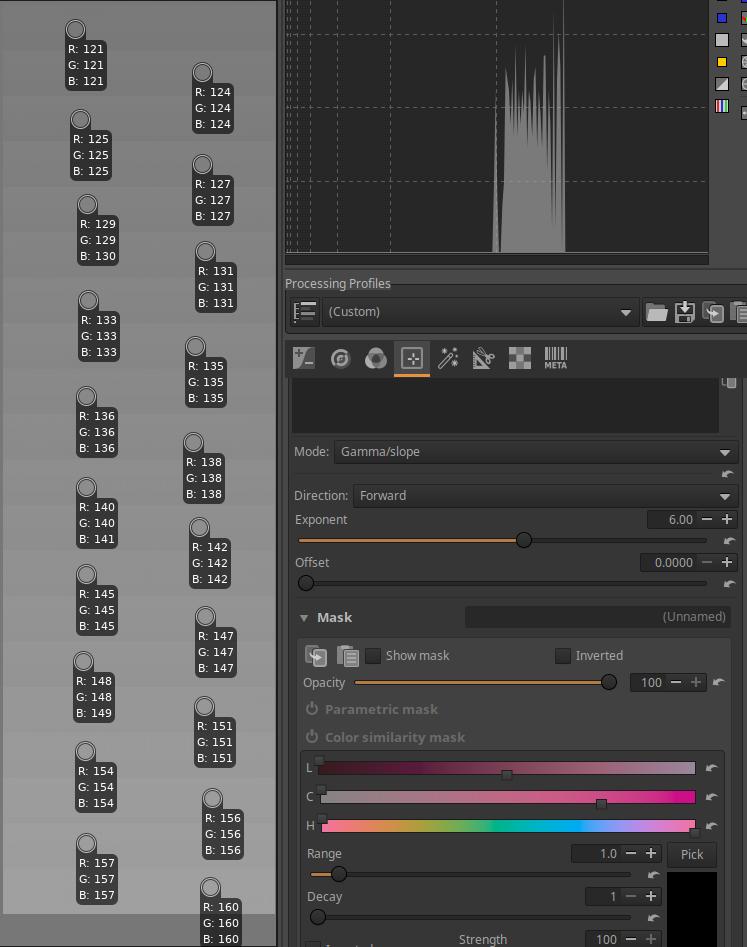 R: 121
G: 121
B: 121
R: 124
G: 124
B: 124
R: 125
G: 125
B: 125
R: 127
G: 127
B: 127
R: 129
G: 129
B: 130
R: 131
G: 131
B: 131
R: 133
G: 133
B: 133
R: 135
G: 135
B: 135
R: 136
G: 136
B: 136
R: 138
G: 138
B: 138
R: 140
G: 140
B: 141
R: 142
G: 142
B: 142
R: 145
G: 145
B: 145
R: 147
G: 147
B: 147
R: 148
G: 148
B: 149
R: 151
G: 151
B: 151
R: 154
G: 154
B: 154
R: 156
G: 156
B: 156
R: 157
G: 157
B: 157
R: 160
G: 160
B: 160
Processing Profiles
(Custom)
META
Mode: Gamma/slope
Direction: Forward
Exponent 6.00
Offset 0.0000
Mask (Unnamed)
Show mask Inverted
Opacity 100
Parametric mask
Color similarity mask
L
C
H
Range 1.0 Pick
Decay 1
Strength 100